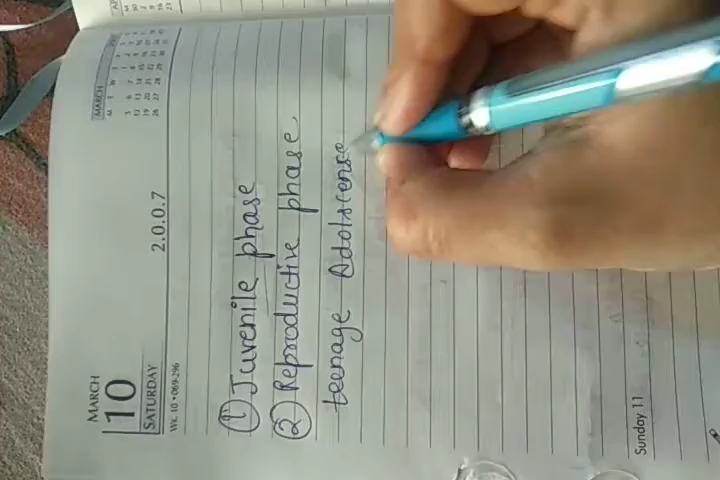 MARCH
10
SATURDAY
2.0.0.7
Wk. 10 • 069-296
MARCH
① Juvenile phase
② Reproductive phase
teenage Adolscense
Sunday 11